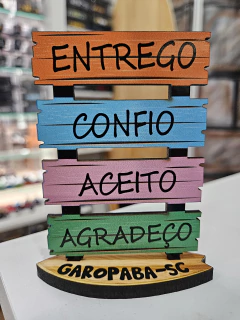 ENTREGO
CONFIO
ACEITO
AGRADEÇO
GAROPABA-SC